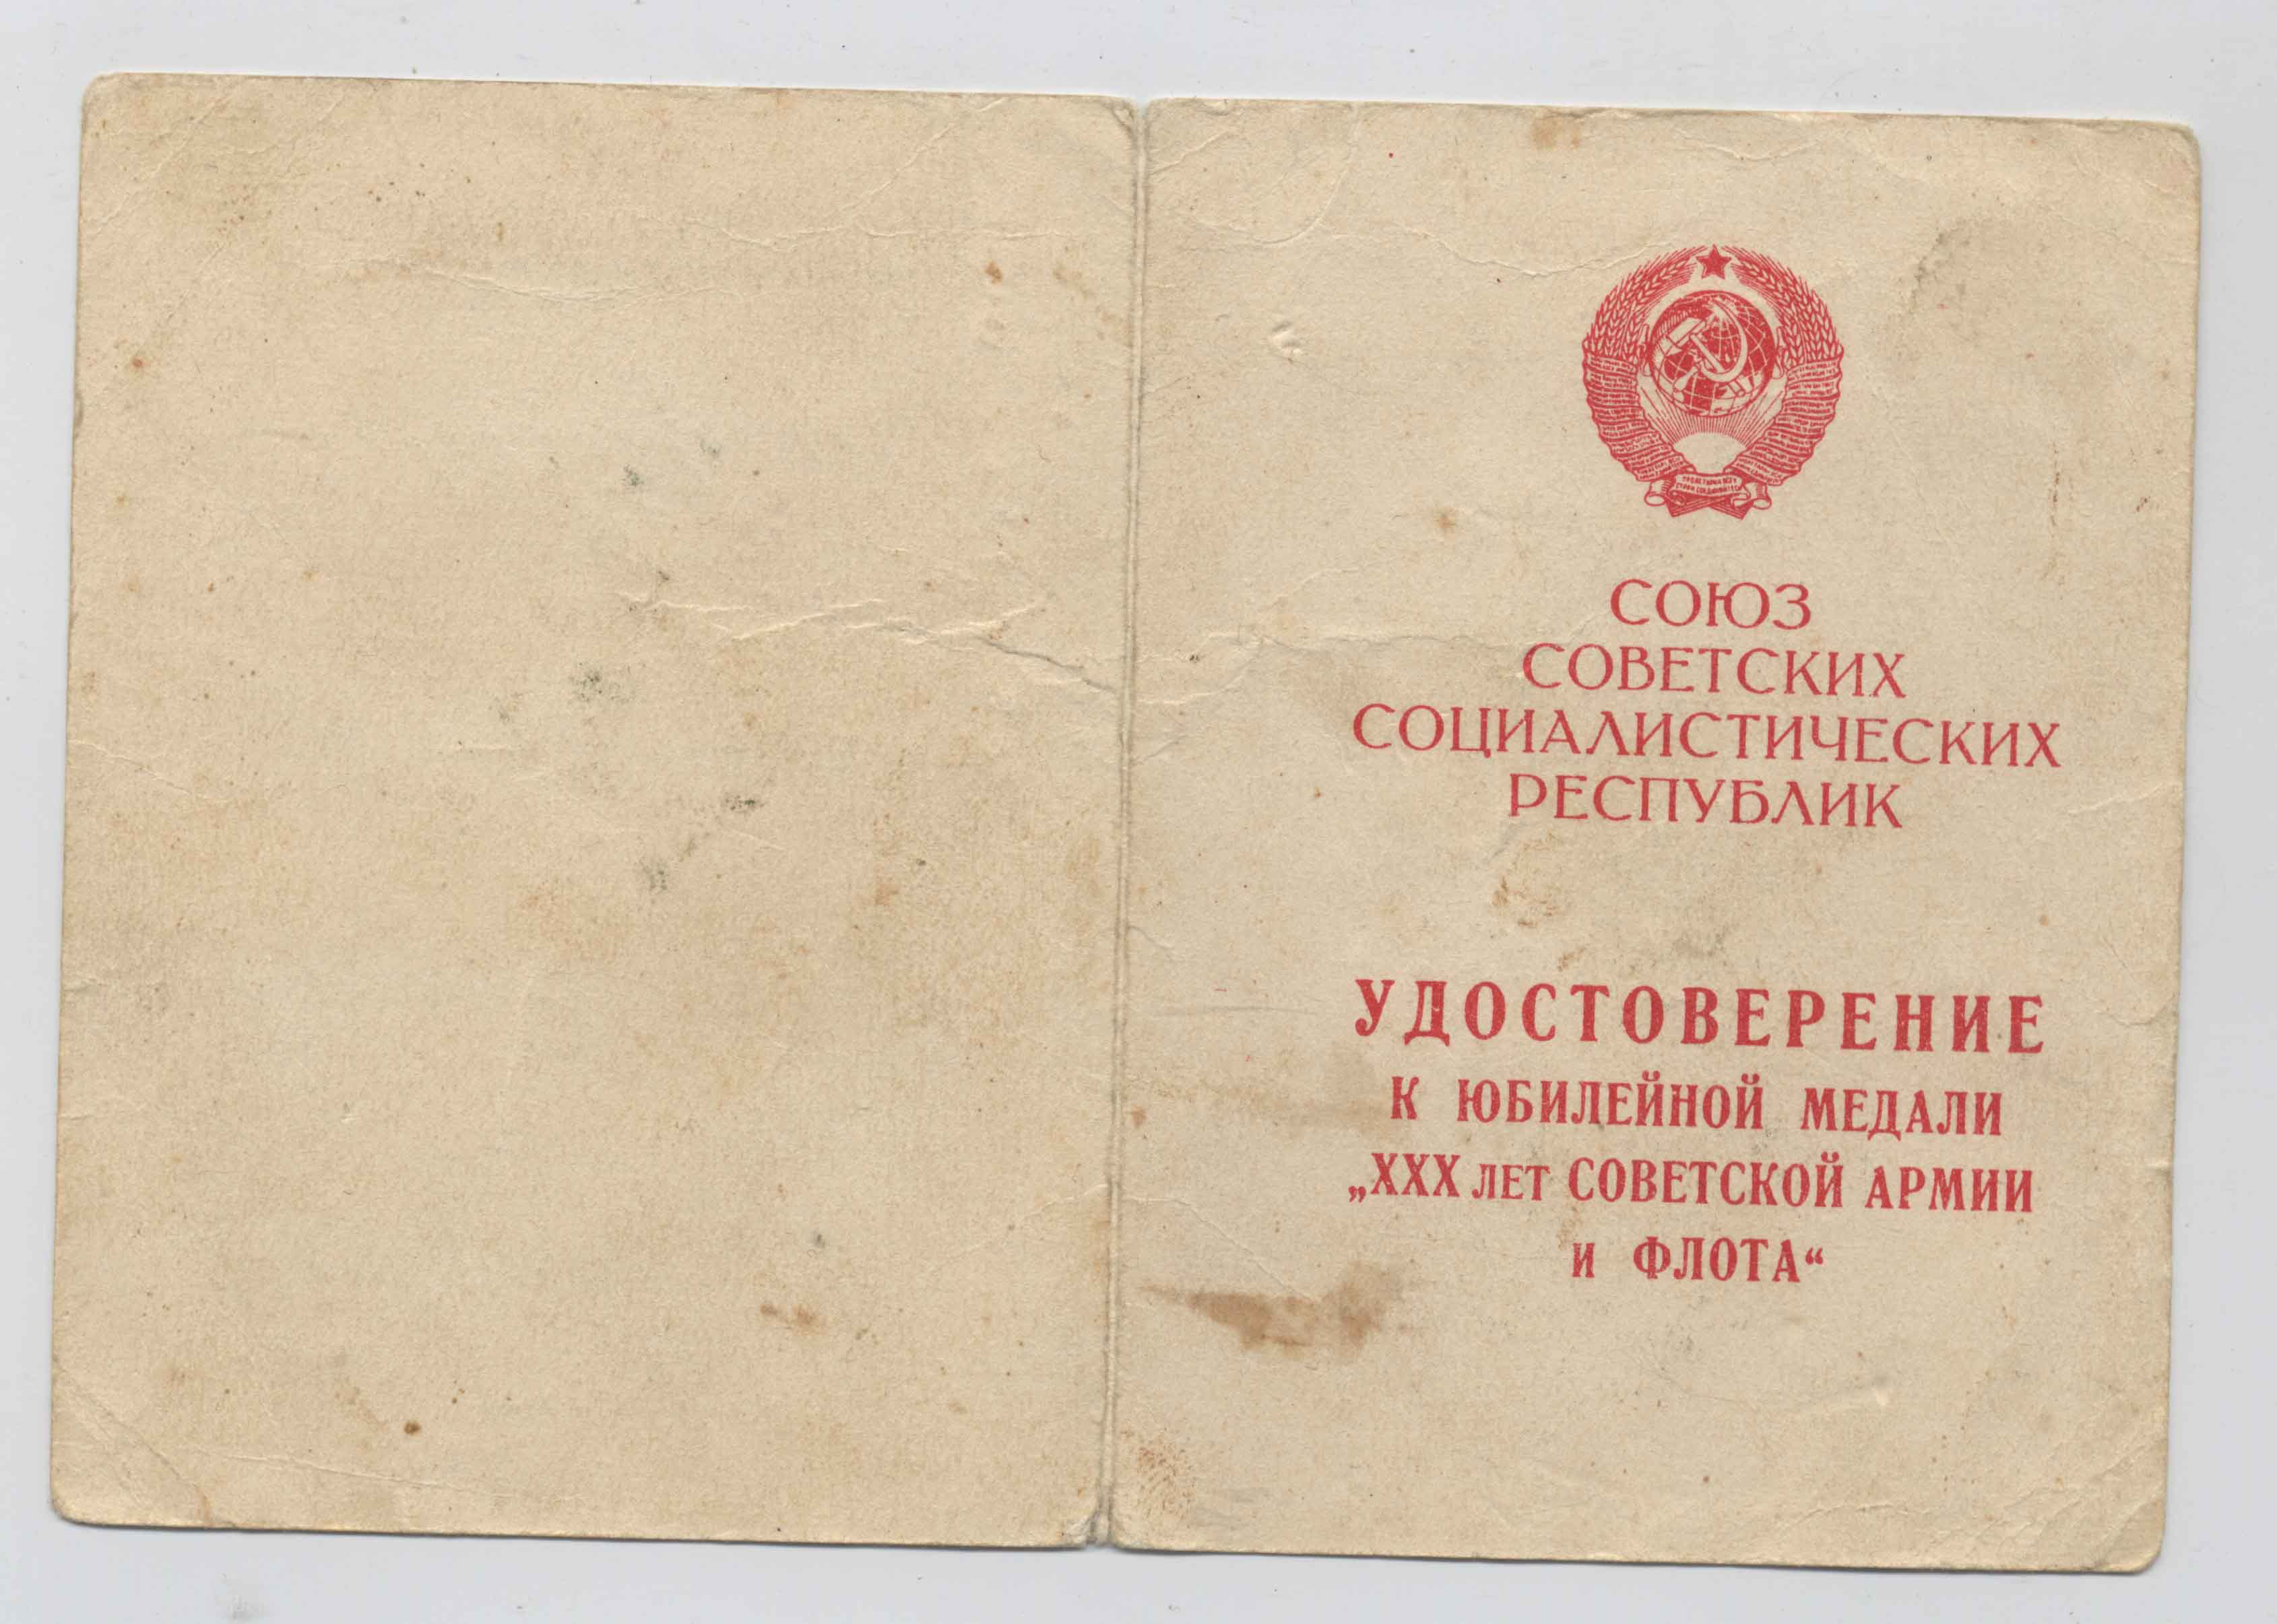 СОЮЗ
СОВЕТСКИХ
СОЦИАЛИСТИЧЕСКИХ
РЕСПУБЛИК
УДОСТОВЕРЕНИЕ
К ЮБИЛЕЙНОЙ МЕДАЛИ
„XXX ЛЕТ СОВЕТСКОЙ АРМИИ
И ФЛОТА“